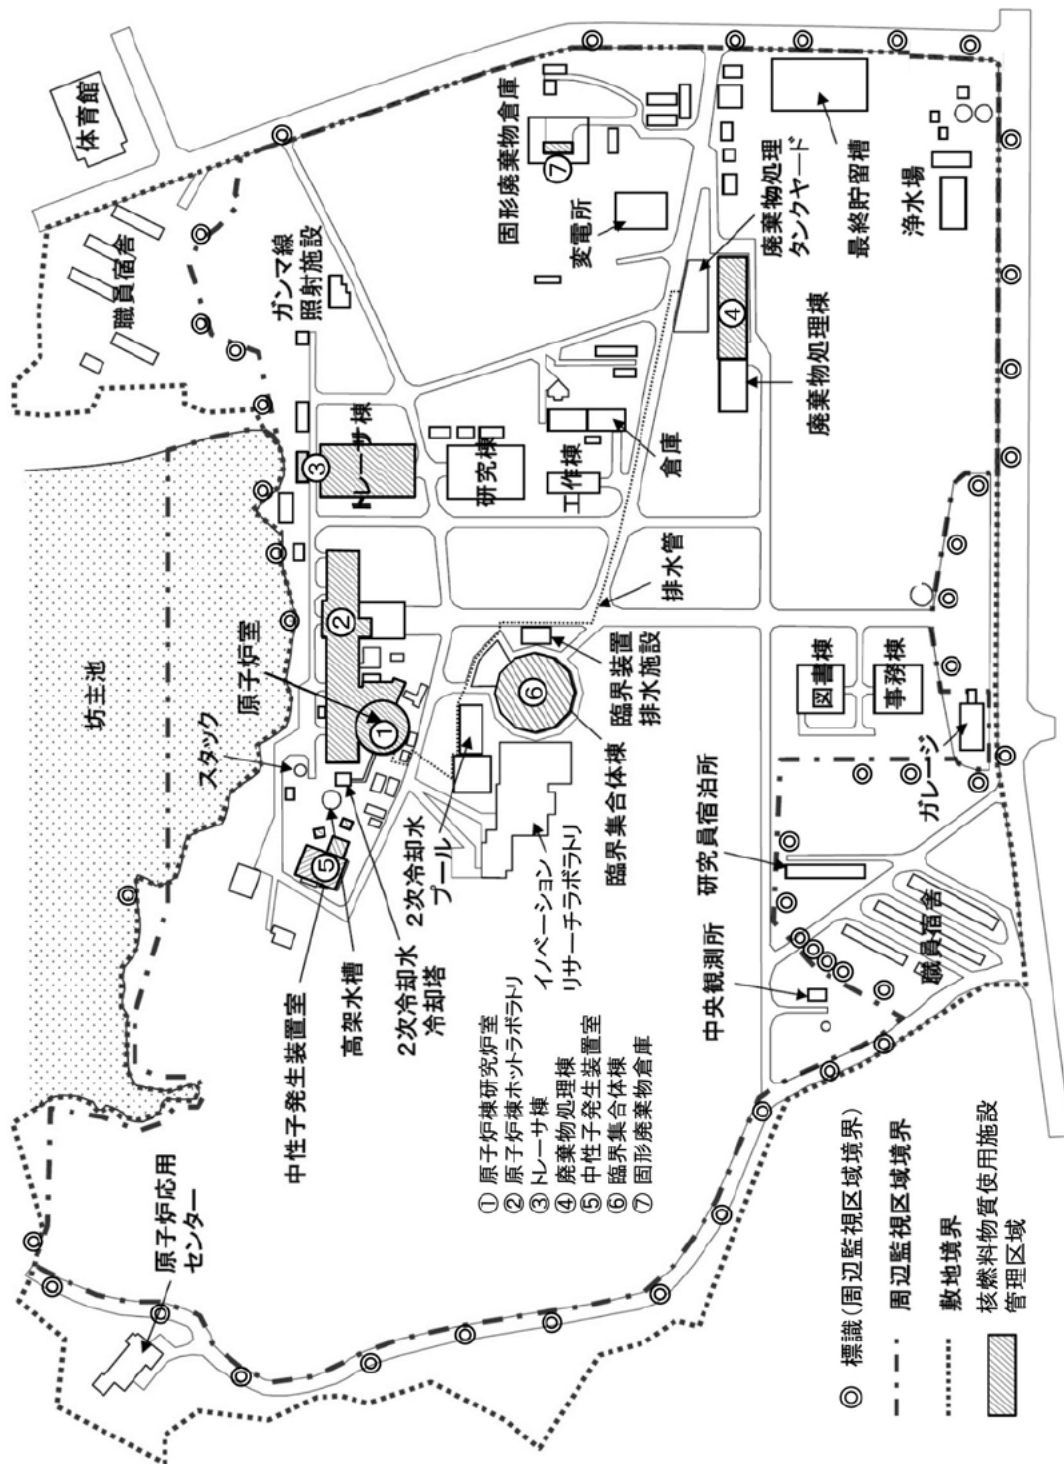 体育館
職員宿舎
坊主池
ガンマ線
照射施設
固形廃棄物倉庫
⑦
変電所
廃棄物処理
タンクヤード
最終貯留槽
浄水場
④
廃棄物処理棟
③
トレーサ棟
研究棟
工作棟
倉庫
排水管
②
原子炉室
スタック
①
⑤
⑥
臨界装置
排水施設
臨界集合体棟
図書棟
事務棟
ガレージ
研究員宿泊所
中央観測所
職員宿舎
中性子発生装置室
高架水槽
2次冷却水
冷却塔
2次冷却水
プール
イノベーション
リサーチラボラトリ
原子炉応用
センター
① 原子炉棟研究炉室
② 原子炉棟ホットラボラトリ
③ トレーサ棟
④ 廃棄物処理棟
⑤ 中性子発生装置室
⑥ 臨界集合体棟
⑦ 固形廃棄物倉庫
◎ 標識(周辺監視区域境界)
周辺監視区域境界
敷地境界
核燃料物質使用施設
管理区域